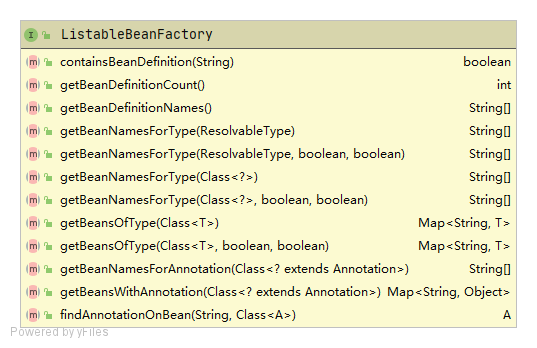 I ListableBeanFactory
m containsBeanDefinition(String) boolean
m getBeanDefinitionCount() int
m getBeanDefinitionNames() String[]
m getBeanNamesForType(ResolvableType) String[]
m getBeanNamesForType(ResolvableType, boolean, boolean) String[]
m getBeanNamesForType(Class<?>) String[]
m getBeanNamesForType(Class<?>, boolean, boolean) String[]
m getBeansOfType(Class<T>) Map<String, T>
m getBeansOfType(Class<T>, boolean, boolean) Map<String, T>
m getBeanNamesForAnnotation(Class<? extends Annotation>) String[]
m getBeansWithAnnotation(Class<? extends Annotation>) Map<String, Object>
m findAnnotationOnBean(String, Class<A>) A
Powered by yFiles